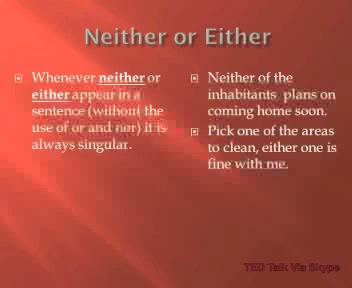 Neither or Either
Whenever neither or
either appear in a
sentence (without the
use of or and nor) it is
always singular.
Neither of the
inhabitants plans on
coming home soon.
Pick one of the areas
to clean, either one is
fine with me.
TED Talk Via Skype